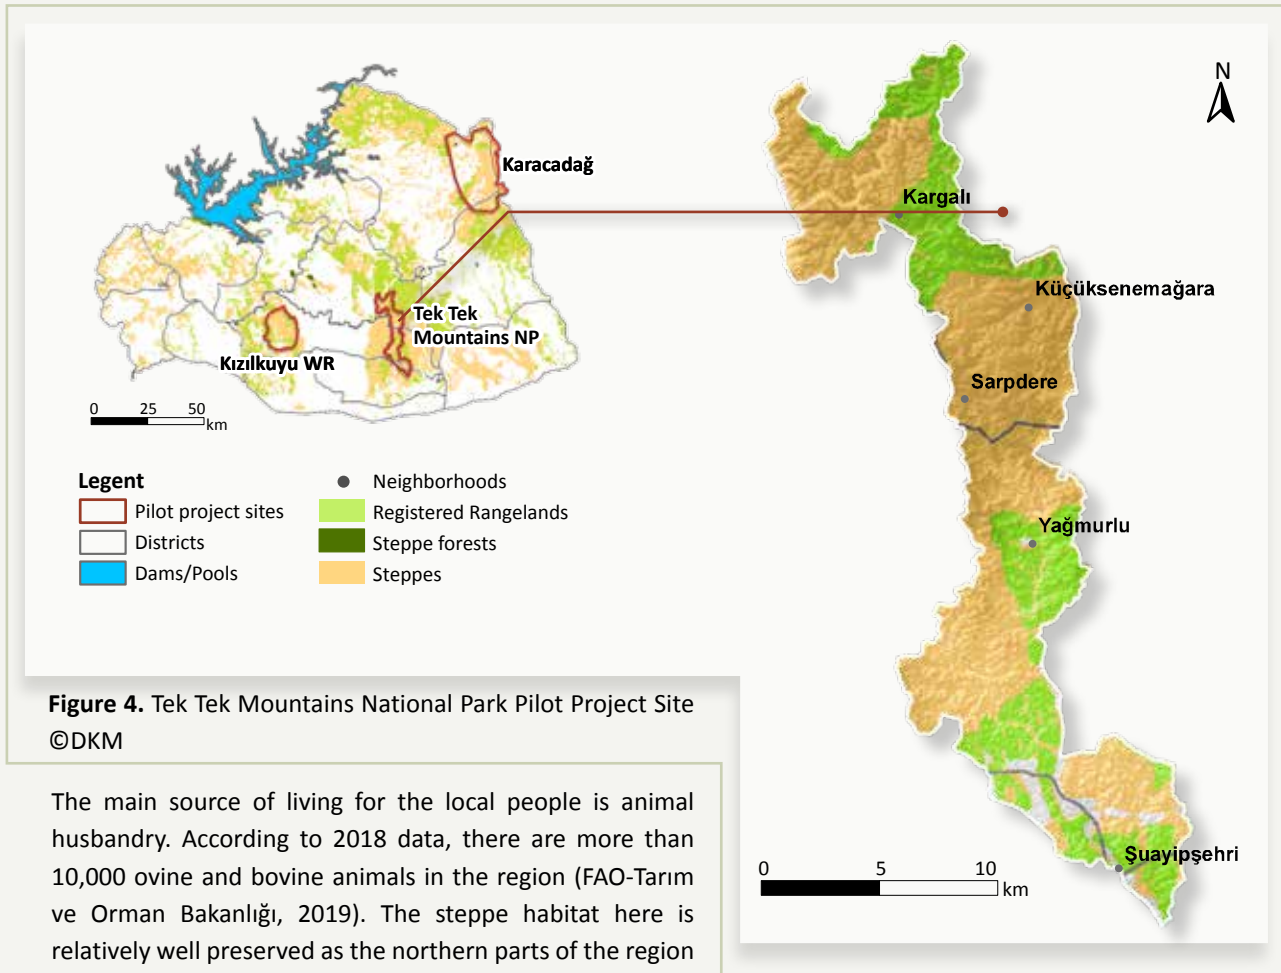 N
Karacadağ
Kargalı
Küçüksenemağara
Tek Tek
Mountains NP
Kızılkuyu WR
Sarpdere
0 25 50
km
Legent
Pilot project sites
Districts
Dams/Pools
Neighborhoods
Registered Rangelands
Steppe forests
Steppes
Yağmurlu
Şuayipşehri
0 5 10
km
Figure 4. Tek Tek Mountains National Park Pilot Project Site
©DKM
The main source of living for the local people is animal
husbandry. According to 2018 data, there are more than
10,000 ovine and bovine animals in the region (FAO-Tarım
ve Orman Bakanlığı, 2019). The steppe habitat here is
relatively well preserved as the northern parts of the region